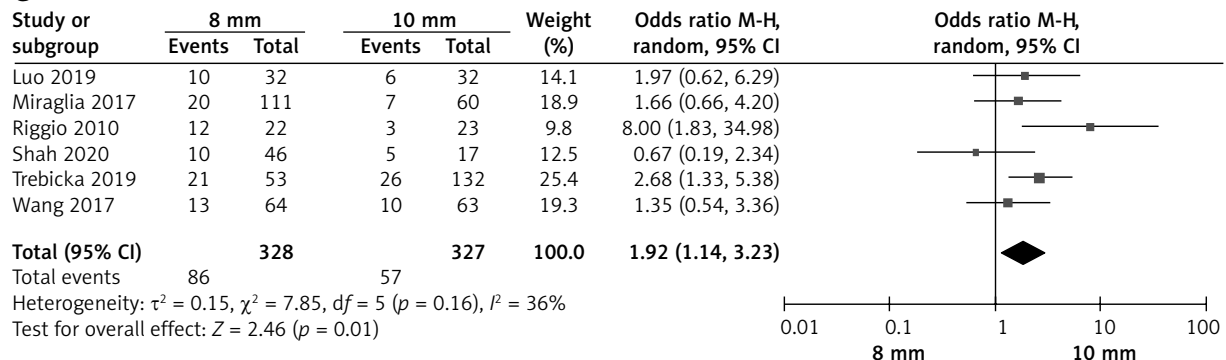 Study or 8 mm 10 mm Weight Odds ratio M-H, Odds ratio M-H,
subgroup Events Total Events Total (%) random, 95% CI random, 95% CI
Luo 2019 10 32 6 32 14.1 1.97 (0.62, 6.29)
Miraglia 2017 20 111 7 60 18.9 1.66 (0.66, 4.20)
Riggio 2010 12 22 3 23 9.8 8.00 (1.83, 34.98)
Shah 2020 10 46 5 17 12.5 0.67 (0.19, 2.34)
Trebicka 2019 21 53 26 132 25.4 2.68 (1.33, 5.38)
Wang 2017 13 64 10 63 19.3 1.35 (0.54, 3.36)
Total (95% CI) 328 327 100.0 1.92 (1.14, 3.23)
Total events 86 57
Heterogeneity: τ² = 0.15, χ² = 7.85, df = 5 (p = 0.16), I² = 36%
Test for overall effect: Z = 2.46 (p = 0.01)
0.01 0.1 1 10 100
8 mm 10 mm